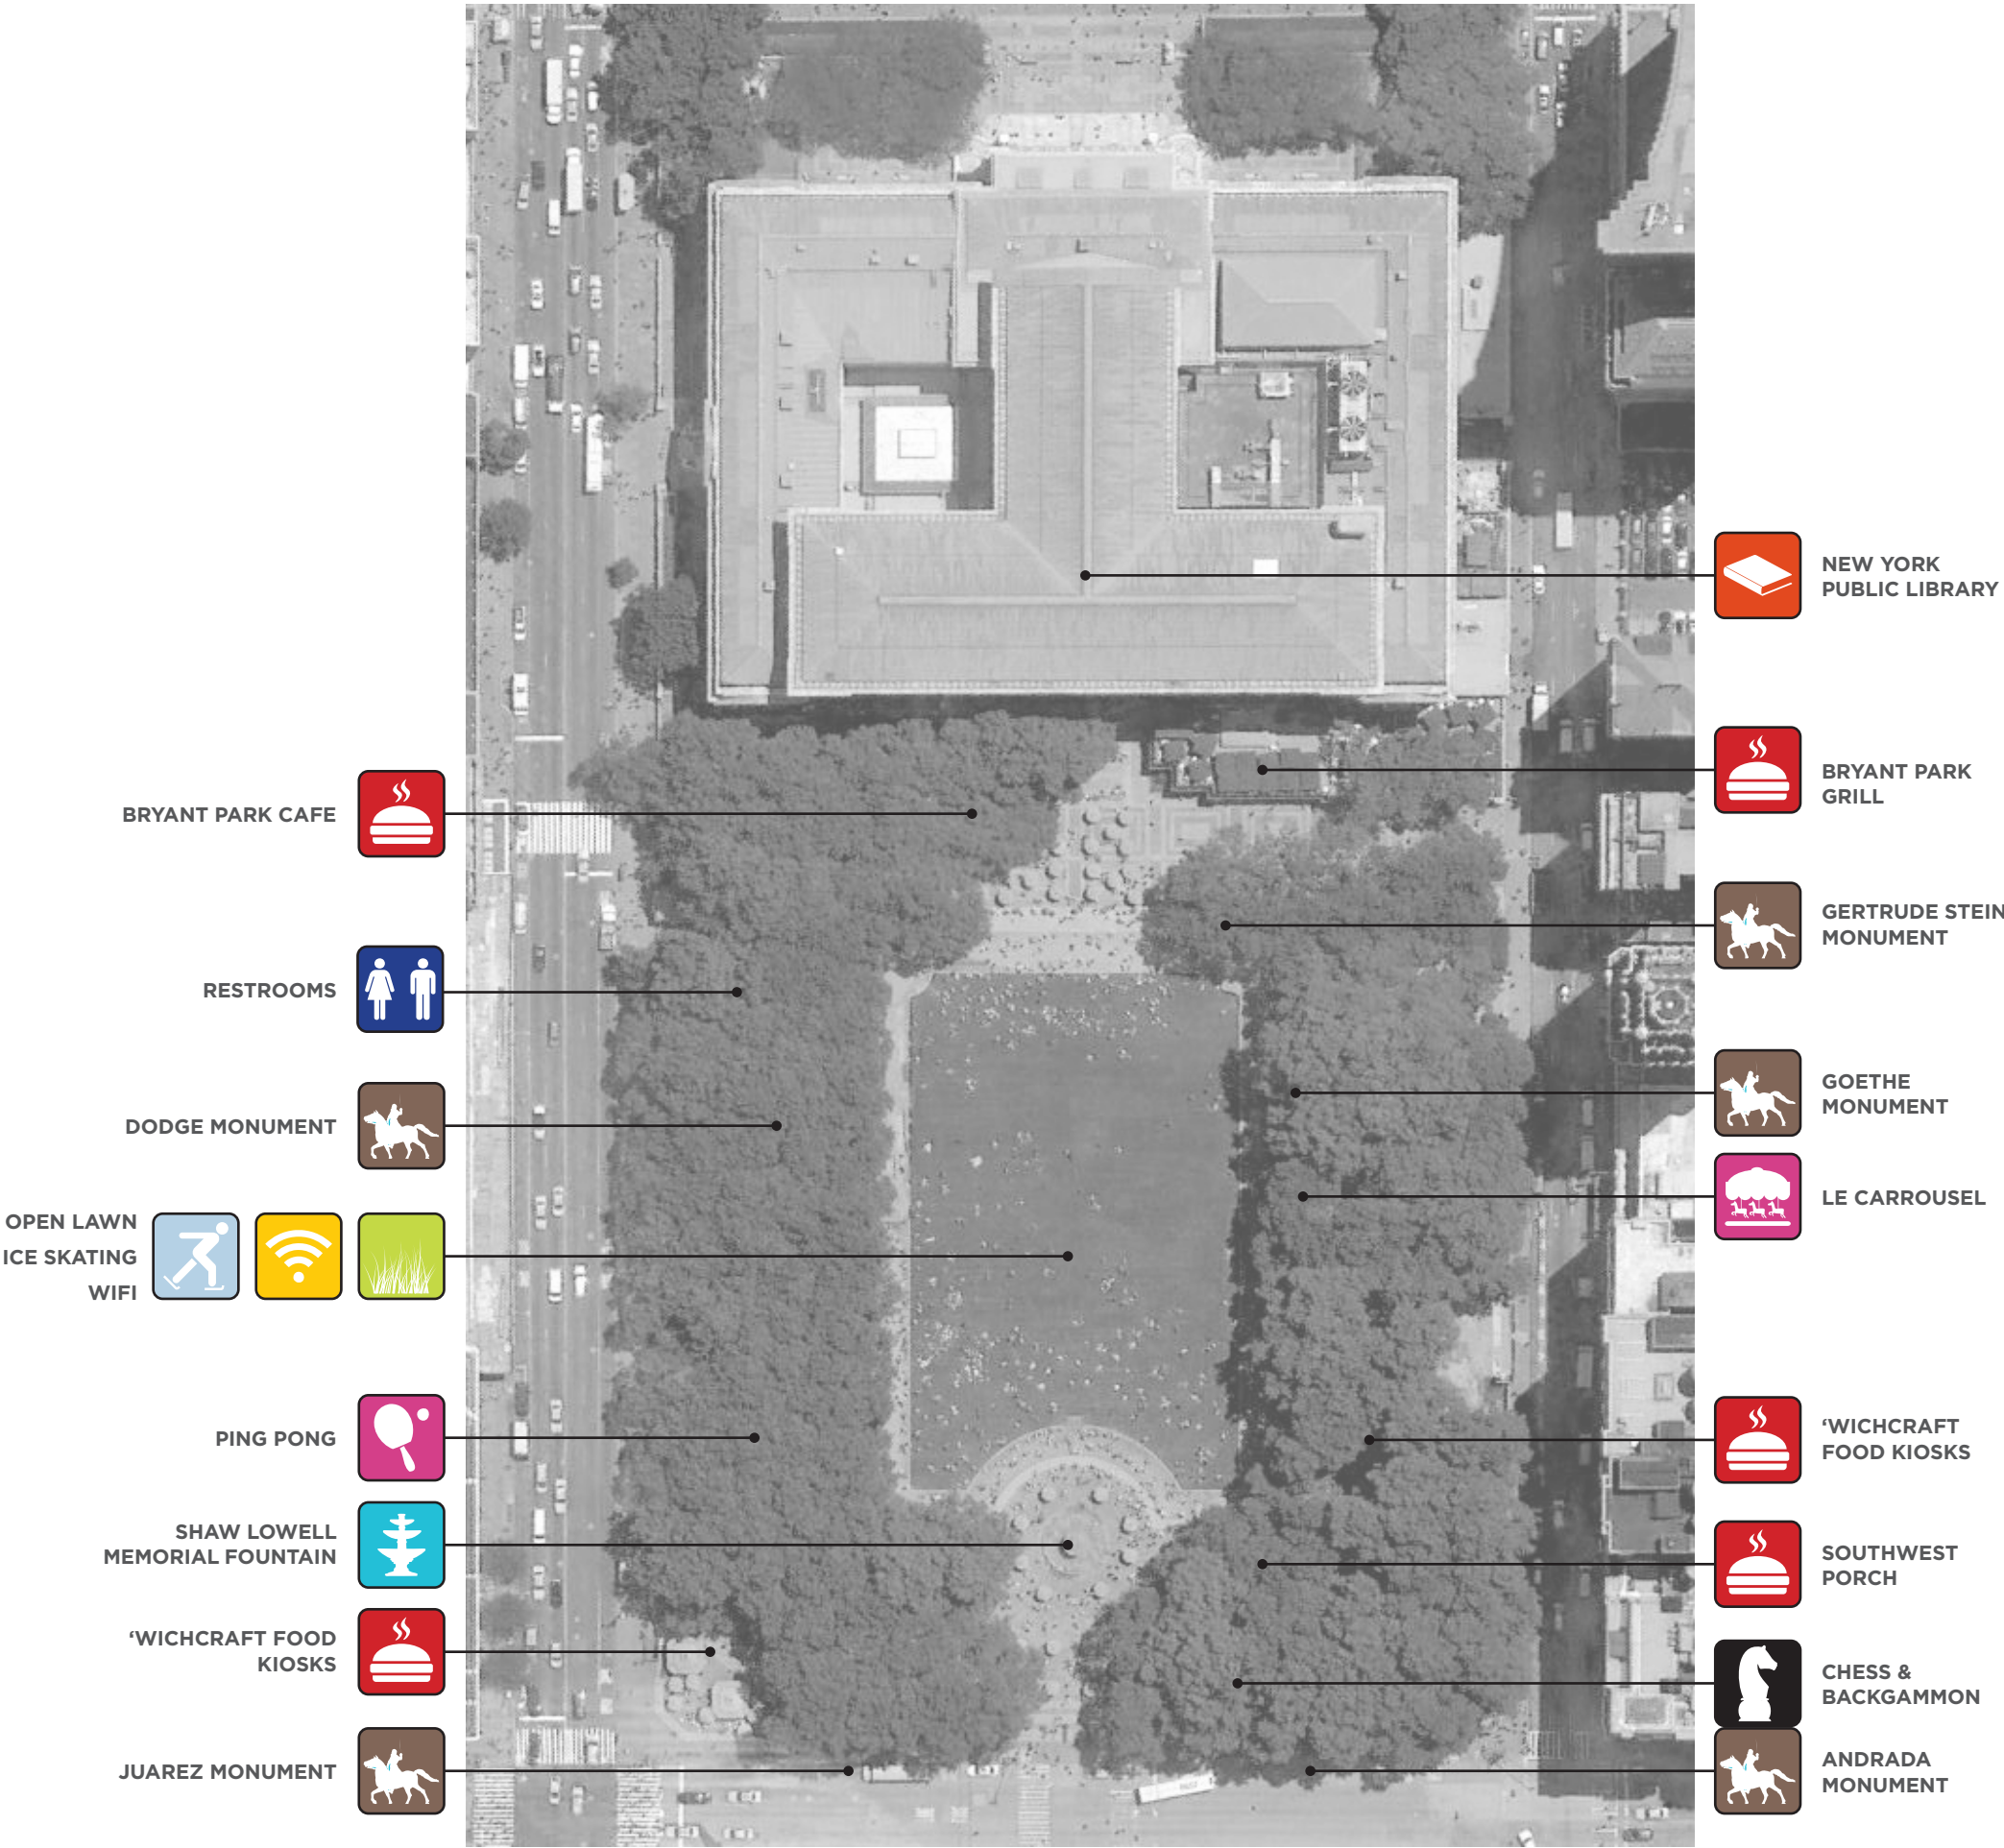 NEW YORK
PUBLIC LIBRARY
BRYANT PARK
GRILL
BRYANT PARK CAFE
GERTRUDE STEIN
MONUMENT
RESTROOMS
GOETHE
MONUMENT
DODGE MONUMENT
LE CARROUSEL
OPEN LAWN
ICE SKATING
WIFI
PING PONG
‘WICHCRAFT
FOOD KIOSKS
SHAW LOWELL
MEMORIAL FOUNTAIN
SOUTHWEST
PORCH
‘WICHCRAFT FOOD
KIOSKS
CHESS &
BACKGAMMON
JUAREZ MONUMENT
ANDRADA
MONUMENT